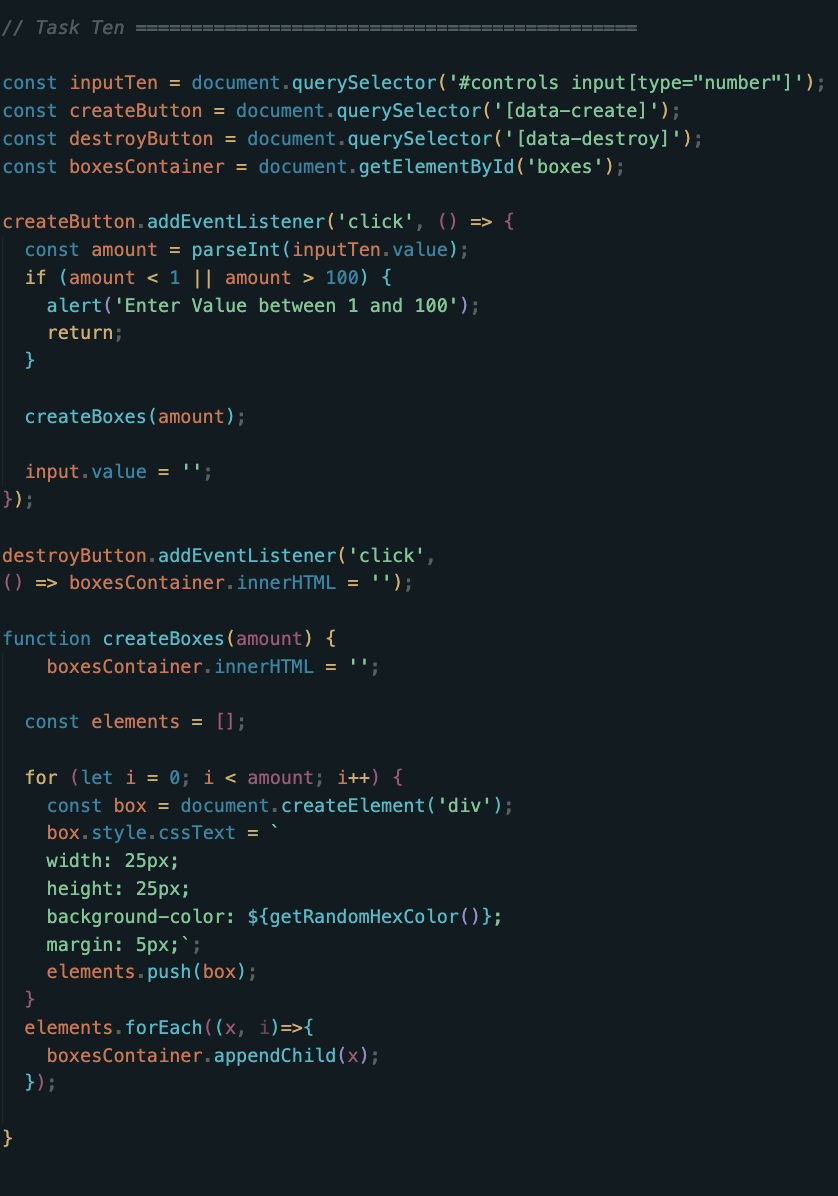 // Task Ten =============================================
const inputTen = document.querySelector('#controls input[type="number"]');
const createButton = document.querySelector('[data-create]');
const destroyButton = document.querySelector('[data-destroy]');
const boxesContainer = document.getElementById('boxes');
createButton.addEventListener('click', () => {
  const amount = parseInt(inputTen.value);
  if (amount < 1 || amount > 100) {
    alert('Enter Value between 1 and 100');
    return;
  }
  createBoxes(amount);
  input.value = '';
});
destroyButton.addEventListener('click',
() => boxesContainer.innerHTML = '');
function createBoxes(amount) {
    boxesContainer.innerHTML = '';
  const elements = [];
  for (let i = 0; i < amount; i++) {
    const box = document.createElement('div');
    box.style.cssText = `
    width: 25px;
    height: 25px;
    background-color: ${getRandomHexColor()};
    margin: 5px;`;
    elements.push(box);
  }
  elements.forEach((x, i)=>{
    boxesContainer.appendChild(x);
  });
}